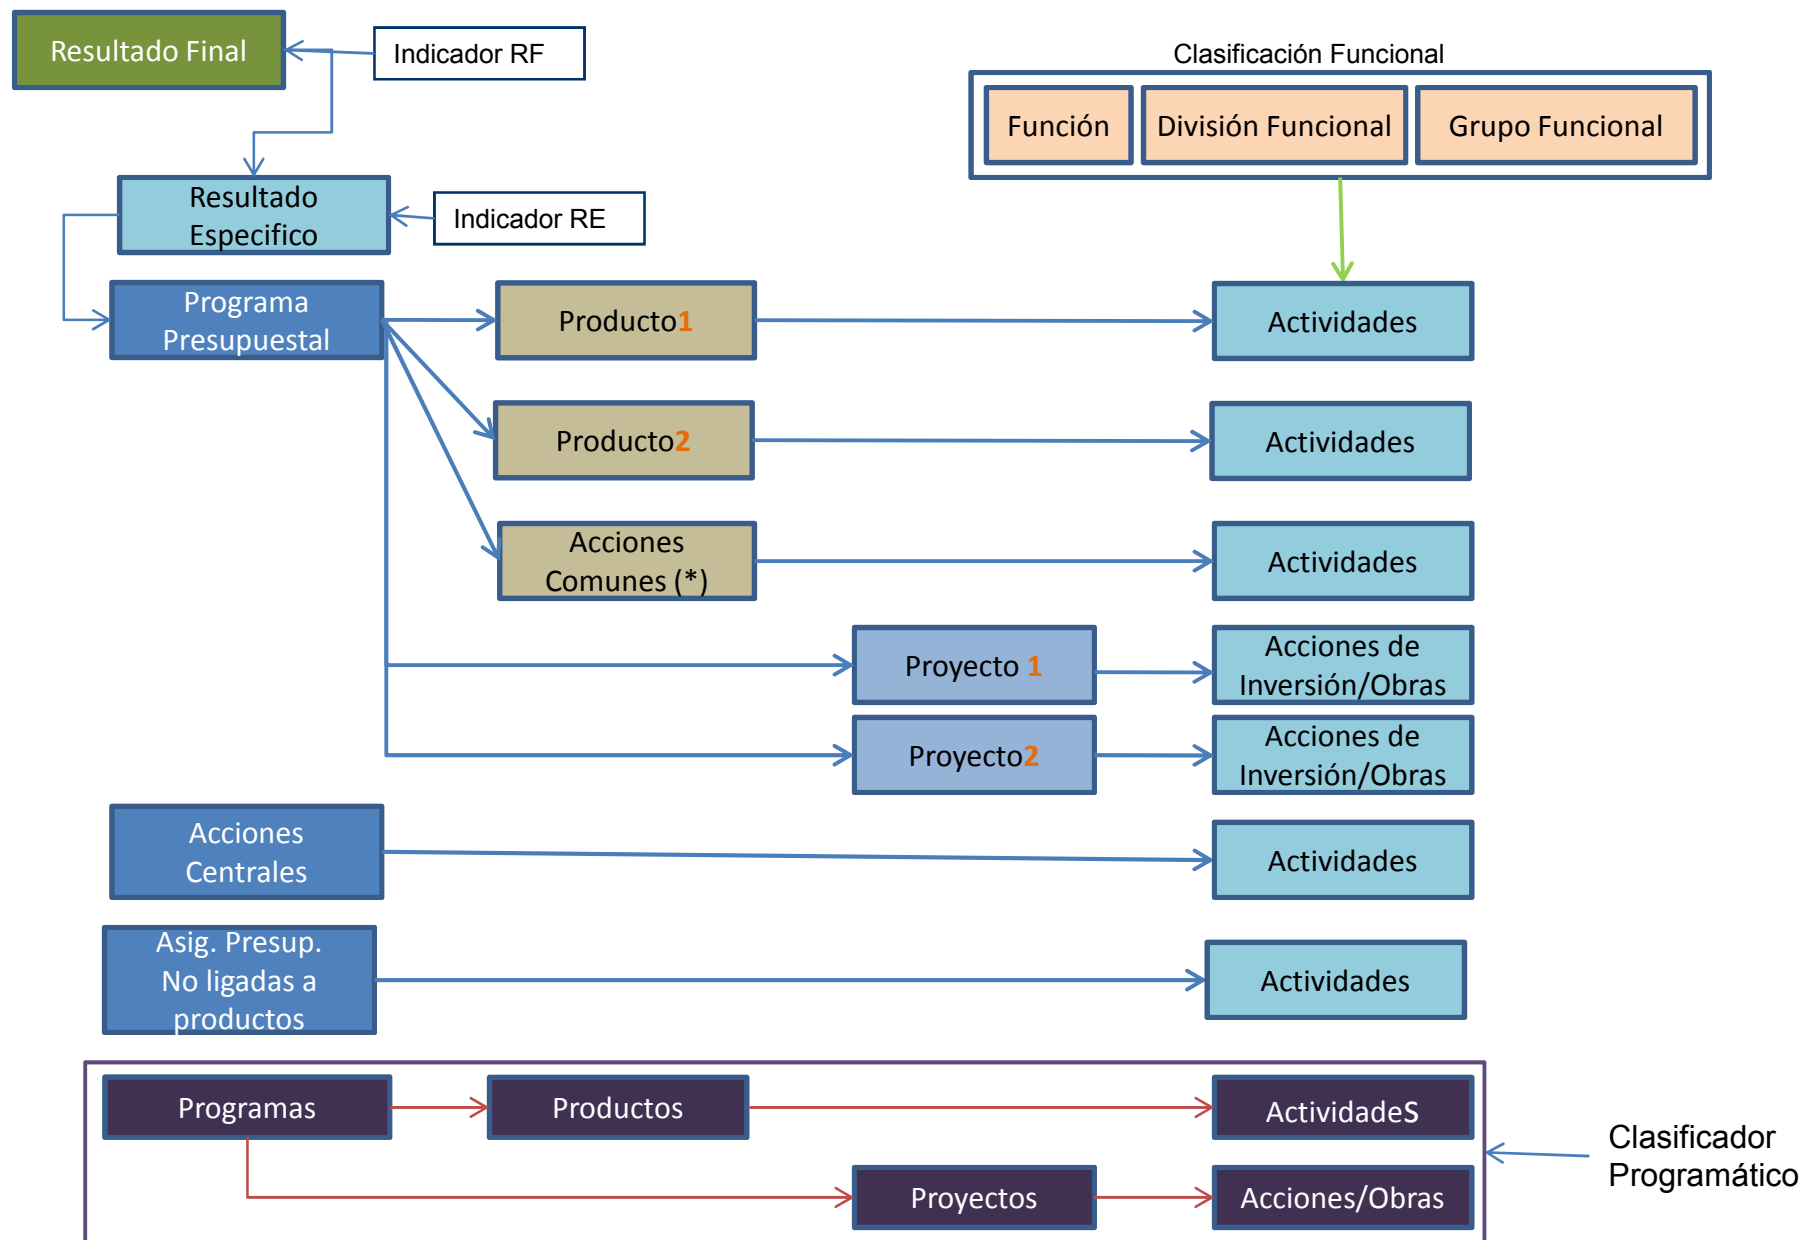 Resultado Final
Indicador RF
Clasificación Funcional
Función
División Funcional
Grupo Funcional
Resultado
Especifico
Indicador RE
Programa
Presupuestal
Producto1
Actividades
Producto2
Actividades
Acciones
Comunes (*)
Actividades
Proyecto 1
Acciones de
Inversión/Obras
Proyecto2
Acciones de
Inversión/Obras
Acciones
Centrales
Actividades
Asig. Presup.
No ligadas a
productos
Actividades
Programas
Productos
ActividadeS
Proyectos
Acciones/Obras
Clasificador
Programático